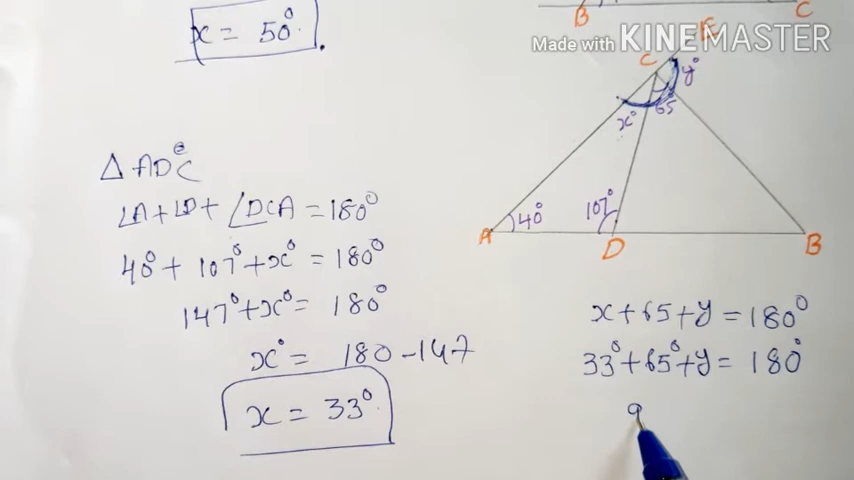 x = 50°.
B C
Made with KINEMASTER
E
C
y°
x° 65°
40° 107°
A D B
△ ADC
∠A+∠D+ ∠DCA = 180°
40° + 107° + x° = 180°
147° + x° = 180°
x° = 180 - 147
x = 33°.
x + 65 + y = 180°
33° + 65° + y = 180°
9